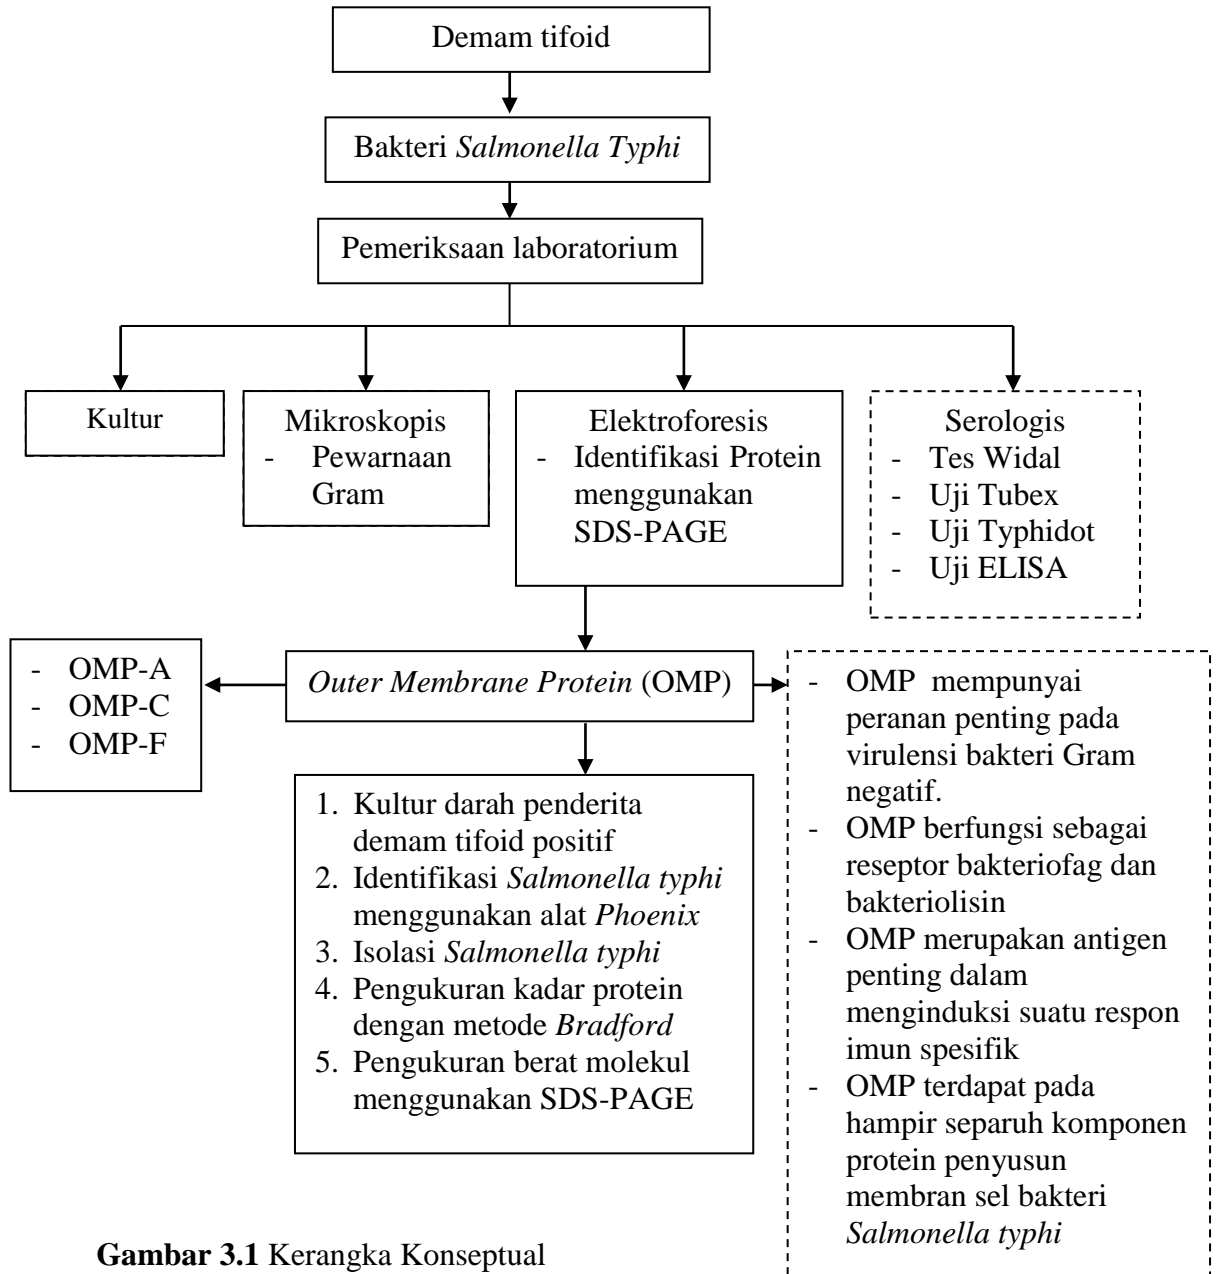 Demam tifoid
Bakteri Salmonella Typhi
Pemeriksaan laboratorium
Kultur
Mikroskopis
- Pewarnaan
Gram
Elektroforesis
- Identifikasi Protein
menggunakan
SDS-PAGE
Serologis
- Tes Widal
- Uji Tubex
- Uji Typhidot
- Uji ELISA
- OMP-A
- OMP-C
- OMP-F
Outer Membrane Protein (OMP)
1. Kultur darah penderita
demam tifoid positif
2. Identifikasi Salmonella typhi
menggunakan alat Phoenix
3. Isolasi Salmonella typhi
4. Pengukuran kadar protein
dengan metode Bradford
5. Pengukuran berat molekul
menggunakan SDS-PAGE
- OMP mempunyai
peranan penting pada
virulensi bakteri Gram
negatif.
- OMP berfungsi sebagai
reseptor bakteriofag dan
bakteriolisin
- OMP merupakan antigen
penting dalam
menginduksi suatu respon
imun spesifik
- OMP terdapat pada
hampir separuh komponen
protein penyusun
membran sel bakteri
Salmonella typhi
Gambar 3.1 Kerangka Konseptual